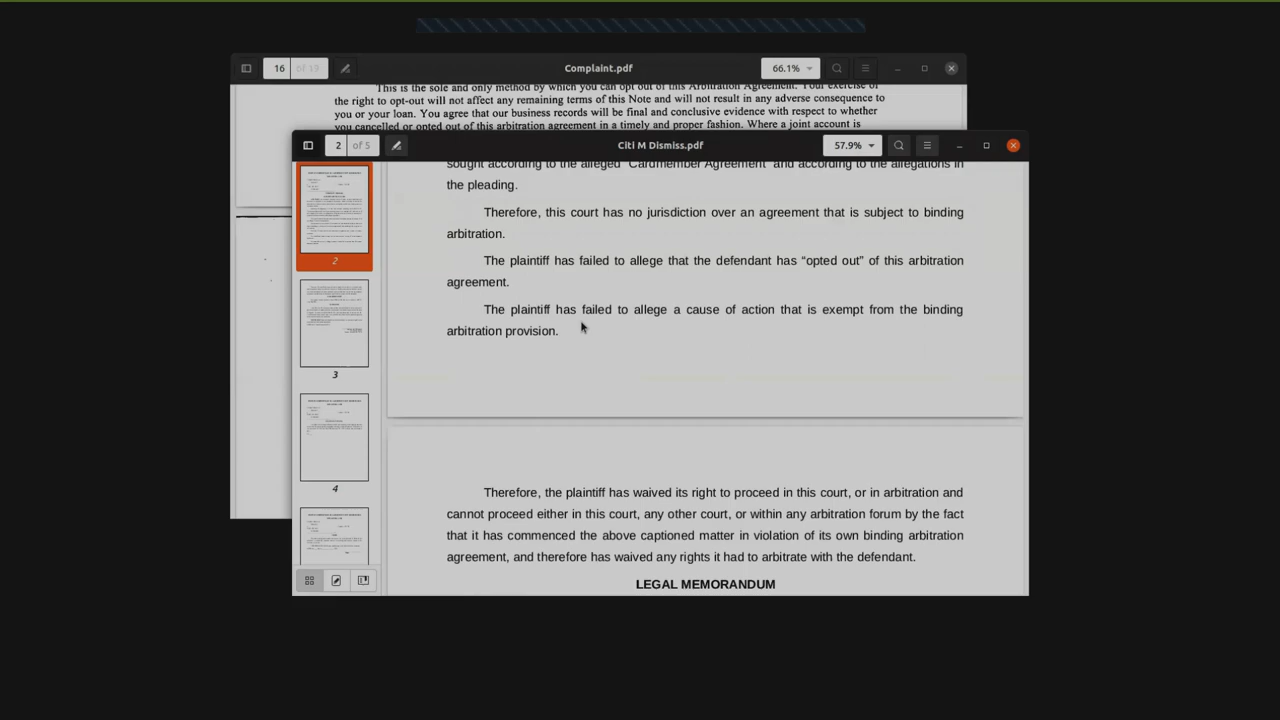 16 of 19
Complaint.pdf
66.1%
This is the sole and only method by which you can opt out of this Arbitration Agreement. Your exercise of
the right to opt-out will not affect any remaining terms of this Note and will not result in any adverse consequence to
you or your loan. You agree that our business records will be final and conclusive evidence with respect to whether
you cancelled or opted out of this arbitration agreement in a timely and proper fashion. Where a joint account is
2 of 5
Citi M Dismiss.pdf
57.9%
sought according to the alleged "Cardmember Agreement" and according to the allegations in
the pleading.
Therefore, this court has no jurisdiction over an agreement that is subject to binding
arbitration.
The plaintiff has failed to allege that the defendant has “opted out” of this arbitration
agreement.
The plaintiff has failed to allege a cause of action that is exempt from the binding
arbitration provision.
Therefore, the plaintiff has waived its right to proceed in this court, or in arbitration and
cannot proceed either in this court, any other court, or within any arbitration forum by the fact
that it has commenced the above captioned matter in violation of its own binding arbitration
agreement, and therefore has waived any rights it had to arbitrate with the defendant.
LEGAL MEMORANDUM
2
3
4